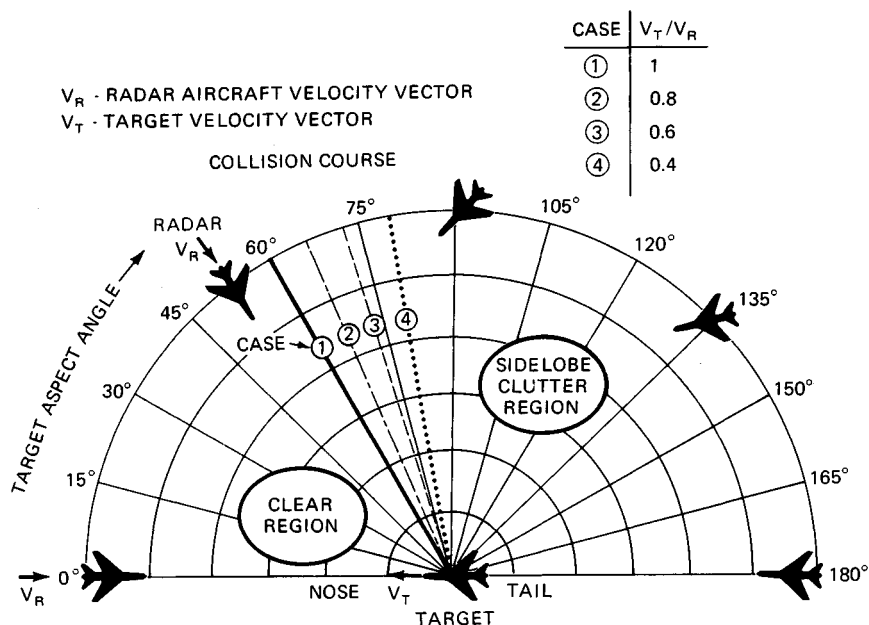 CASE V_T/V_R
① 1
② 0.8
③ 0.6
④ 0.4
V_R - RADAR AIRCRAFT VELOCITY VECTOR
V_T - TARGET VELOCITY VECTOR
COLLISION COURSE
RADAR
V_R
TARGET ASPECT ANGLE
0°
15°
30°
45°
60°
75°
105°
120°
135°
150°
165°
180°
CASE ① ② ③ ④
SIDELOBE
CLUTTER
REGION
CLEAR
REGION
V_R
NOSE V_T TAIL
TARGET